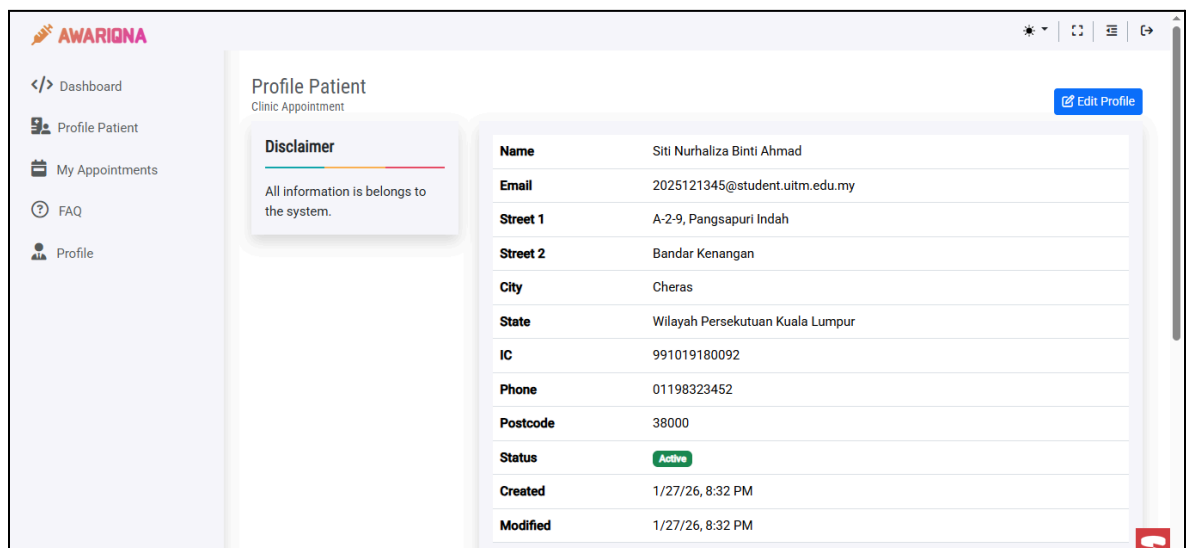 AWARIQNA
Dashboard
Profile Patient
My Appointments
FAQ
Profile
Profile Patient
Clinic Appointment
Edit Profile
Disclaimer
All information is belongs to
the system.
Name Siti Nurhaliza Binti Ahmad
Email 2025121345@student.uitm.edu.my
Street 1 A-2-9, Pangsapuri Indah
Street 2 Bandar Kenangan
City Cheras
State Wilayah Persekutuan Kuala Lumpur
IC 991019180092
Phone 01198323452
Postcode 38000
Status Active
Created 1/27/26, 8:32 PM
Modified 1/27/26, 8:32 PM